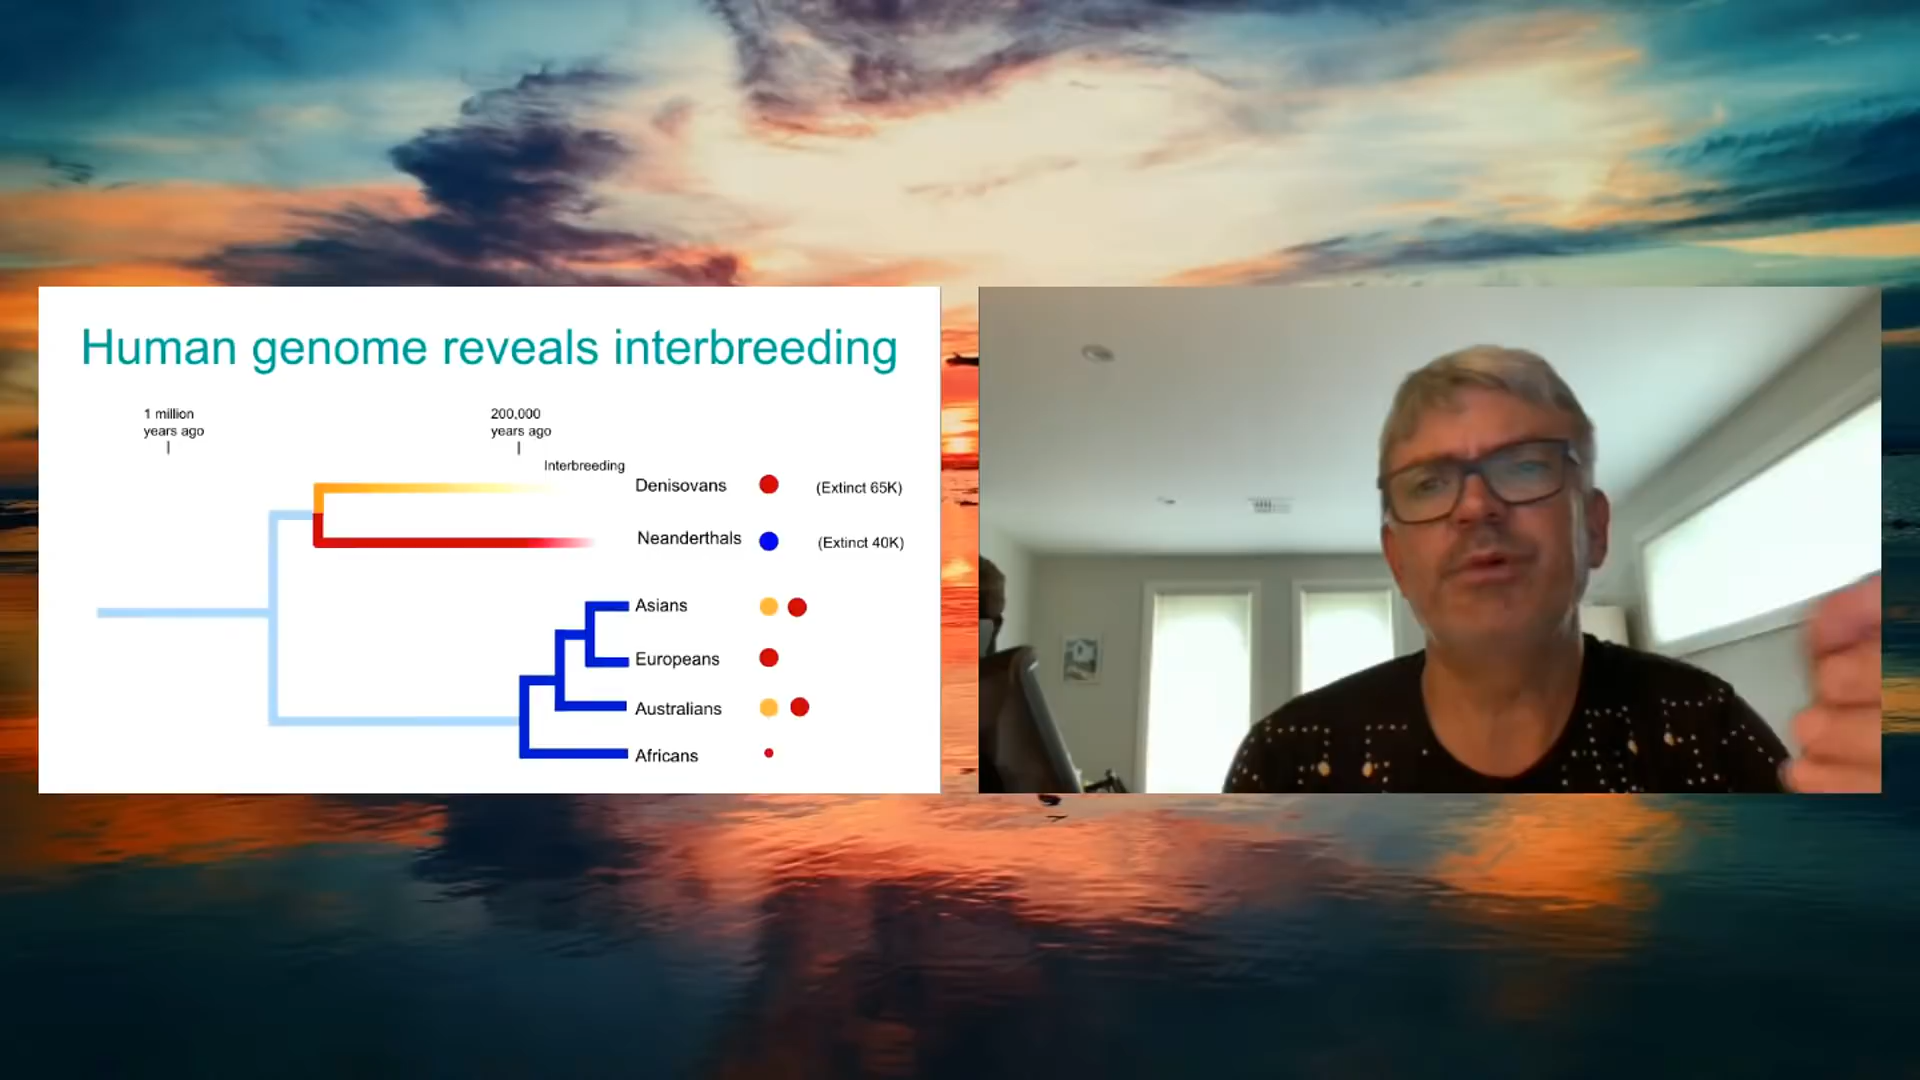 Human genome reveals interbreeding
1 million
years ago
200,000
years ago
Interbreeding
Denisovans
(Extinct 65K)
Neanderthals
(Extinct 40K)
Asians
Europeans
Australians
Africans